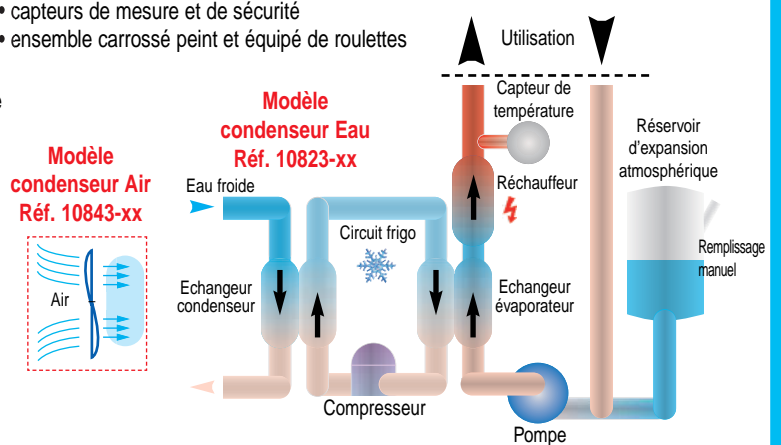 • capteurs de mesure et de sécurité
• ensemble carrossé peint et équipé de roulettes
e
Utilisation
Capteur de
température
Réservoir
d'expansion
atmosphérique
Modèle
condenseur Eau
Réf. 10823-xx
Modèle
condenseur Air
Réf. 10843-xx
Eau froide
Réchauffeur
Circuit frigo
Remplissage
manuel
Air
Echangeur
condenseur
Echangeur
évaporateur
Compresseur
Pompe